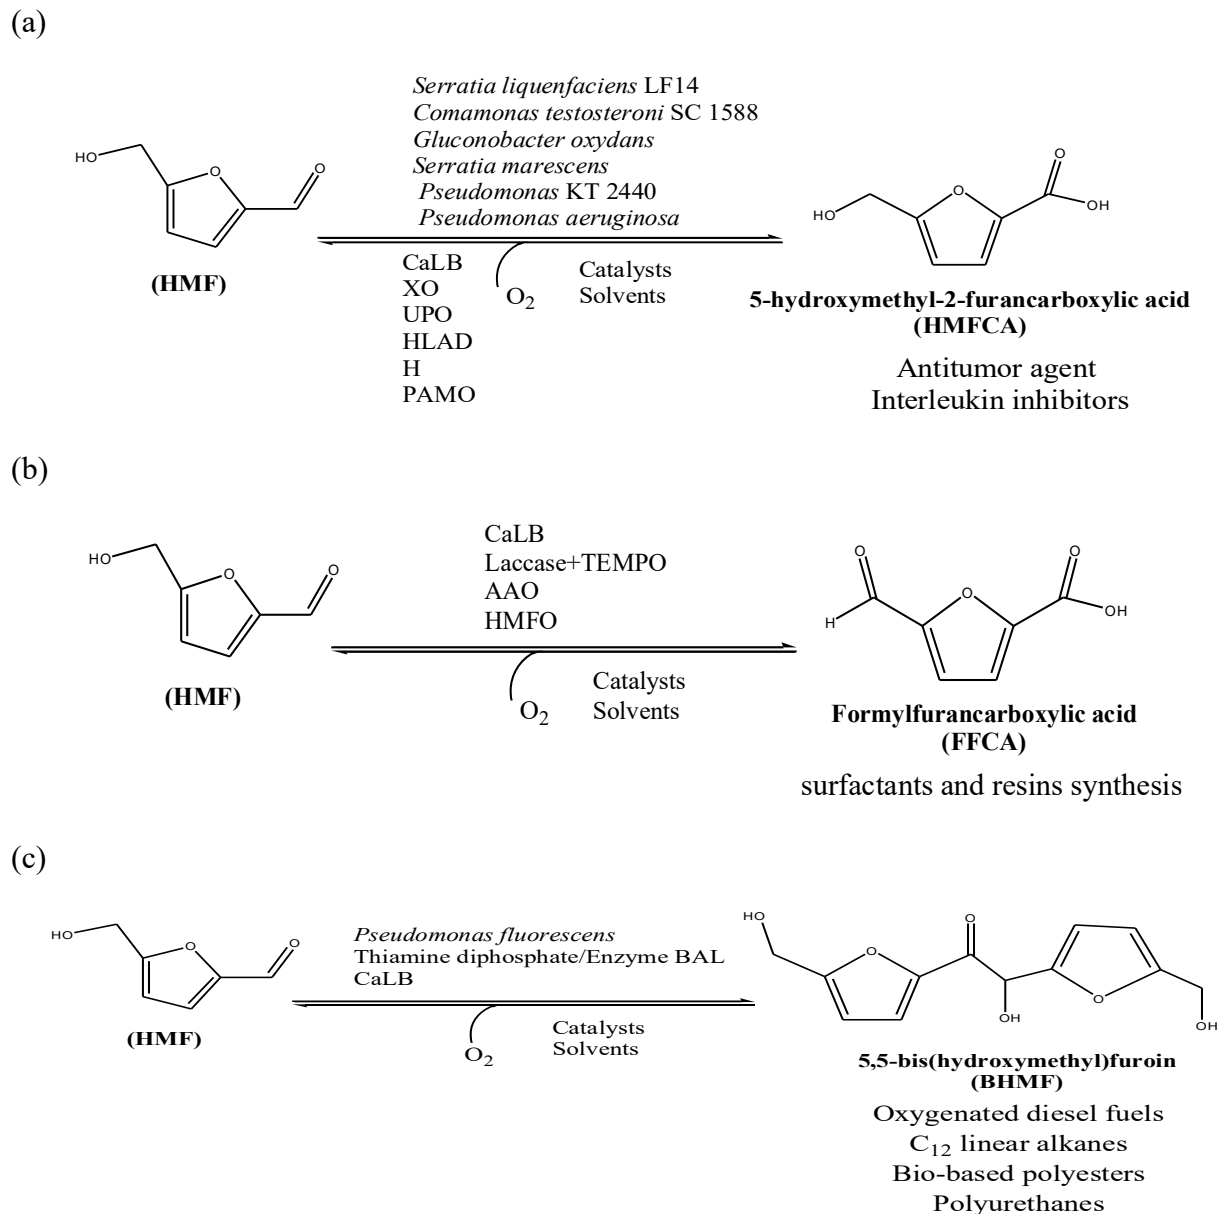 (a)
Serratia liquenfaciens LF14
Comamonas testosteroni SC 1588
Gluconobacter oxydans
Serratia marescens
Pseudomonas KT 2440
Pseudomonas aeruginosa
HO
O
O
O
O
OH
HO
(HMF)
CaLB
XO
UPO
HLAD
H
PAMO
O2
Catalysts
Solvents
5-hydroxymethyl-2-furancarboxylic acid
(HMFCA)
Antitumor agent
Interleukin inhibitors
(b)
CaLB
Laccase+TEMPO
AAO
HMFO
HO
O
O
O
O
O
H
OH
(HMF)
O2
Catalysts
Solvents
Formylfurancarboxylic acid
(FFCA)
surfactants and resins synthesis
(c)
HO
O
O
Pseudomonas fluorescens
Thiamine diphosphate/Enzyme BAL
CaLB
HO
O
O
OH
O
OH
(HMF)
O2
Catalysts
Solvents
5,5-bis(hydroxymethyl)furoin
(BHMF)
Oxygenated diesel fuels
C12 linear alkanes
Bio-based polyesters
Polyurethanes